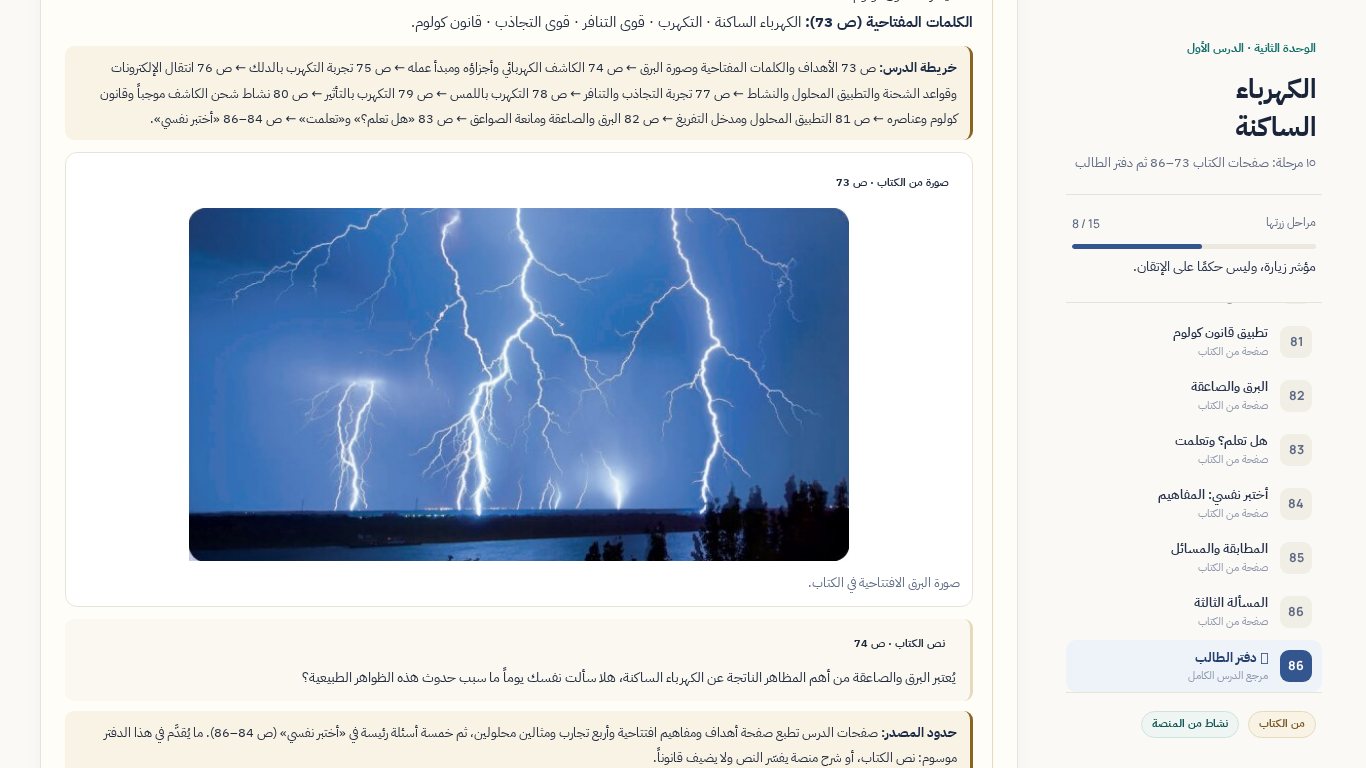 الكلمات المفتاحية (ص 73): الكهرباء الساكنة · التكهرب · قوى التنافر · قوى التجاذب · قانون كولوم.
خريطة الدرس: ص 73 الأهداف والكلمات المفتاحية وصورة البرق ← ص 74 الكاشف الكهربائي وأجزاؤه ومبدأ عمله ← ص 75 تجربة التكهرب بالدلك ← ص 76 انتقال الإلكترونات
وقواعد الشحنة والتطبيق المحلول والنشاط ← ص 77 تجربة التجاذب والتنافر ← ص 78 التكهرب باللمس ← ص 79 التكهرب بالتأثير ← ص 80 نشاط شحن الكاشف موجباً وقانون
كولوم وعناصره ← ص 81 التطبيق المحلول ومدخل التفريغ ← ص 82 البرق والصاعقة ومانعة الصواعق ← ص 83 «هل تعلم؟» و«تعلمت» ← ص 84–86 «أختبر نفسي».
صورة من الكتاب · ص 73
صورة البرق الافتتاحية في الكتاب.
نص الكتاب · ص 74
يُعتبر البرق والصاعقة من أهم المظاهر الناتجة عن الكهرباء الساكنة، هلا سألت نفسك يوماً ما سبب حدوث هذه الظواهر الطبيعية؟
حدود المصدر: صفحات الدرس تطبع صفحة أهداف ومفاهيم افتتاحية وأربع تجارب ومثالين محلولين، ثم خمسة أسئلة رئيسة في «أختبر نفسي» (ص 84–86). ما يُقدَّم في هذا الدفتر
موسوم: نص الكتاب، أو شرح منصة يفسّر النص ولا يضيف قانوناً.
الوحدة الثانية · الدرس الأول
الكهرباء
الساكنة
١٥ مرحلة: صفحات الكتاب 73–86 ثم دفتر الطالب
مراحل زرتها
8 / 15
مؤشر زيارة، وليس حكمًا على الإتقان.
81 تطبيق قانون كولوم
صفحة من الكتاب
82 البرق والصاعقة
صفحة من الكتاب
83 هل تعلم؟ وتعلمت
صفحة من الكتاب
84 أختبر نفسي: المفاهيم
صفحة من الكتاب
85 المطابقة والمسائل
صفحة من الكتاب
86 المسألة الثالثة
صفحة من الكتاب
86 دفتر الطالب
مرجع الدرس الكامل
من الكتاب
نشاط من المنصة